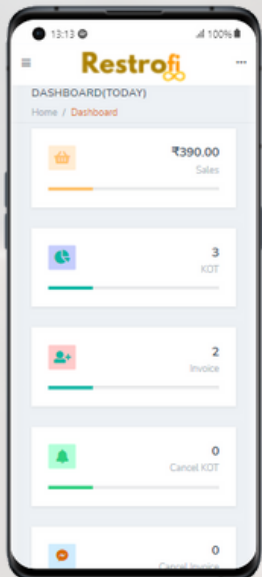 13:13 100%
Restrofi
DASHBOARD(TODAY)
Home / Dashboard
₹390.00
Sales
3
KOT
2
Invoice
0
Cancel KOT
0
Cancel Invoice